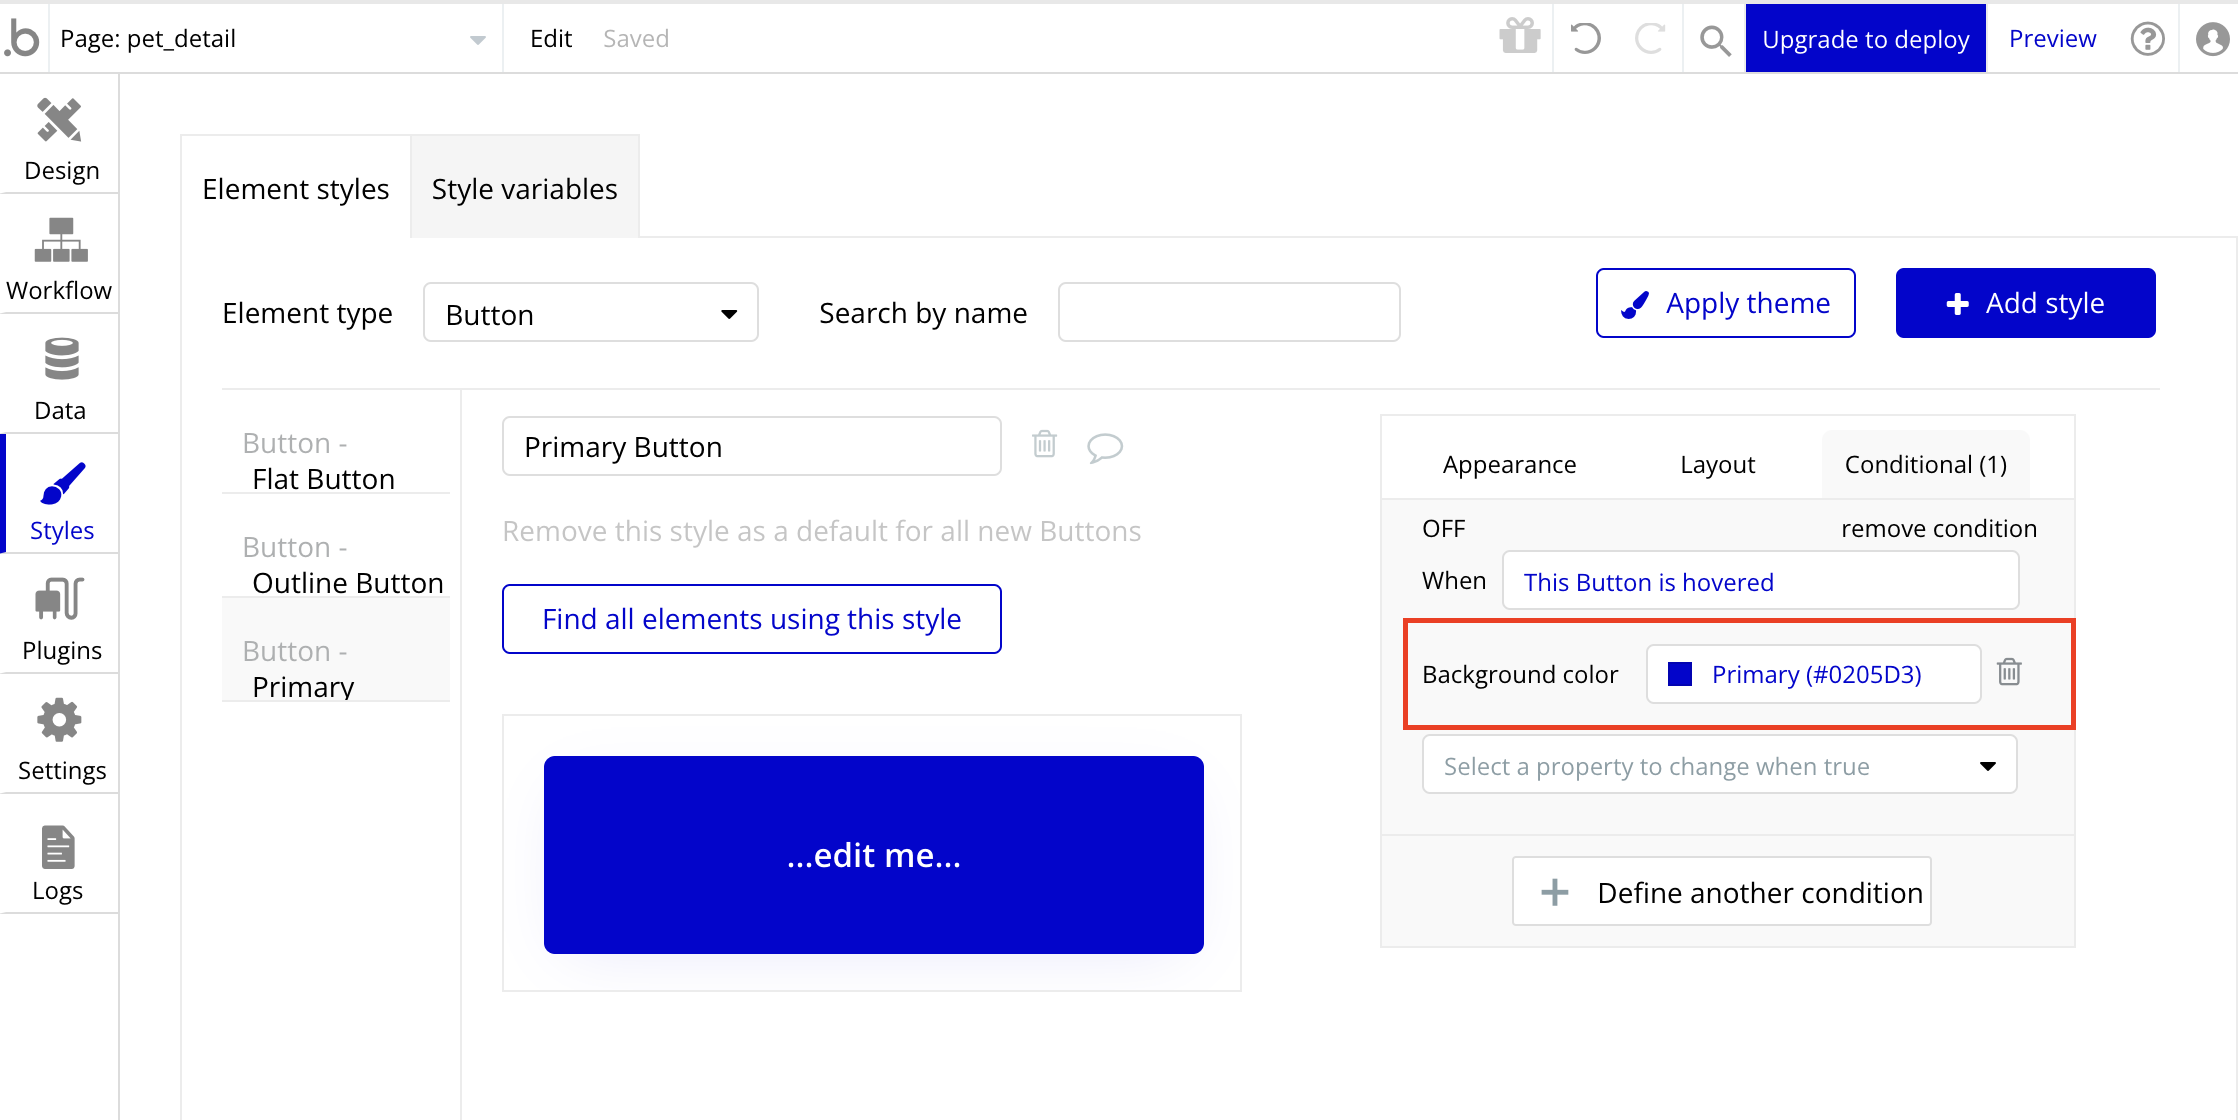 .b
Page: pet_detail
Edit
Saved
Upgrade to deploy
Preview
?
Design
Workflow
Data
Styles
Plugins
Settings
Logs
Element styles
Style variables
Element type
Button
Search by name
Apply theme
Add style
Button -
Flat Button
Button -
Outline Button
Button -
Primary
Primary Button
Remove this style as a default for all new Buttons
Find all elements using this style
...edit me...
Appearance
Layout
Conditional (1)
OFF
remove condition
When
This Button is hovered
Background color
Primary (#0205D3)
Select a property to change when true
Define another condition